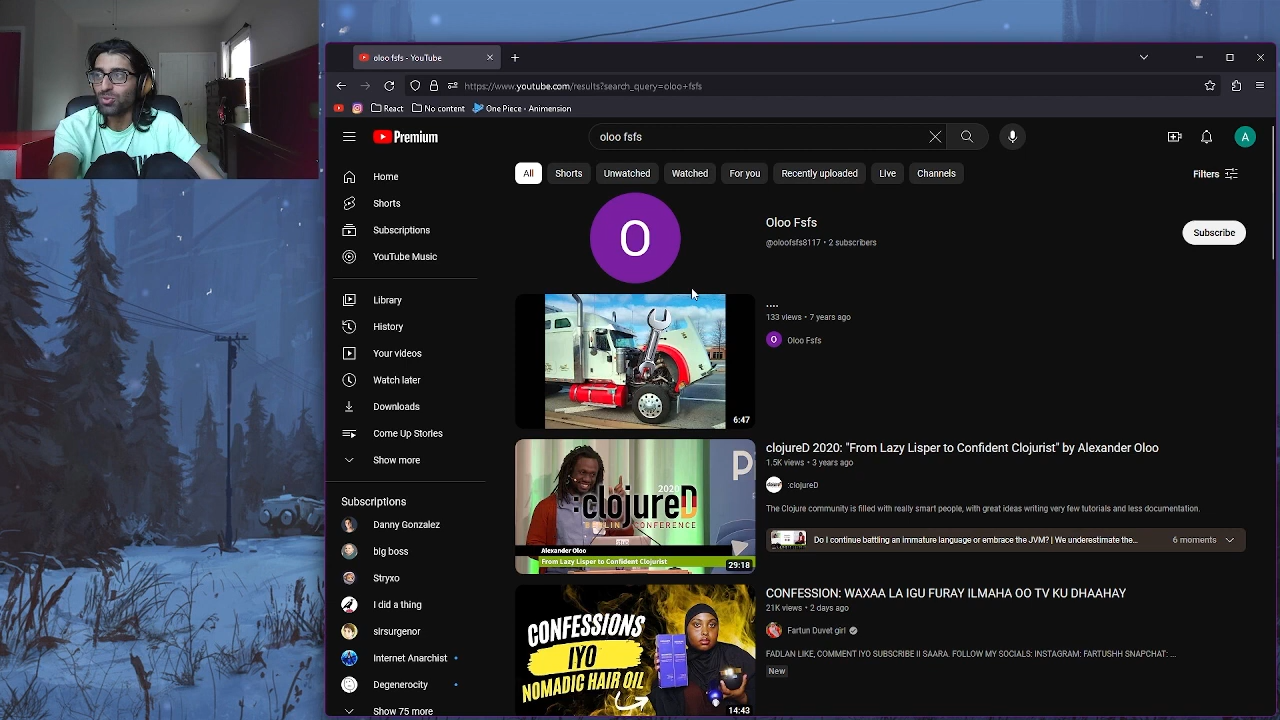 oloo fsfs - YouTube
https://www.youtube.com/results?search_query=oloo+fsfs
React
No content
One Piece - Animension
Premium
oloo fsfs
A
All
Shorts
Unwatched
Watched
For you
Recently uploaded
Live
Channels
Filters
Home
Shorts
Subscriptions
YouTube Music
Library
History
Your videos
Watch later
Downloads
Come Up Stories
Show more
Subscriptions
Danny Gonzalez
big boss
Stryxo
I did a thing
sirsurgenor
Internet Anarchist
Degenerocity
Show 75 more
O
Oloo Fsfs
@oloofsfs8117 • 2 subscribers
Subscribe
6:47
....
133 views • 7 years ago
O
Oloo Fsfs
2020
:clojureD
BERLIN CONFERENCE
Alexander Oloo
From Lazy Lisper to Confident Clojurist
29:18
clojureD 2020: "From Lazy Lisper to Confident Clojurist" by Alexander Oloo
1.5K views • 3 years ago
:clojureD
The Clojure community is filled with really smart people, with great ideas writing very few tutorials and less documentation.
Do I continue battling an immature language or embrace the JVM? | We underestimate the...
6 moments
CONFESSIONS
IYO
NOMADIC HAIR OIL
14:43
CONFESSION: WAXAA LA IGU FURAY ILMAHA OO TV KU DHAAHAY
21K views • 2 days ago
Fartun Duvet girl
FADLAN LIKE, COMMENT IYO SUBSCRIBE II SAARA. FOLLOW MY SOCIALS: INSTAGRAM: FARTUSHH SNAPCHAT: ...
New